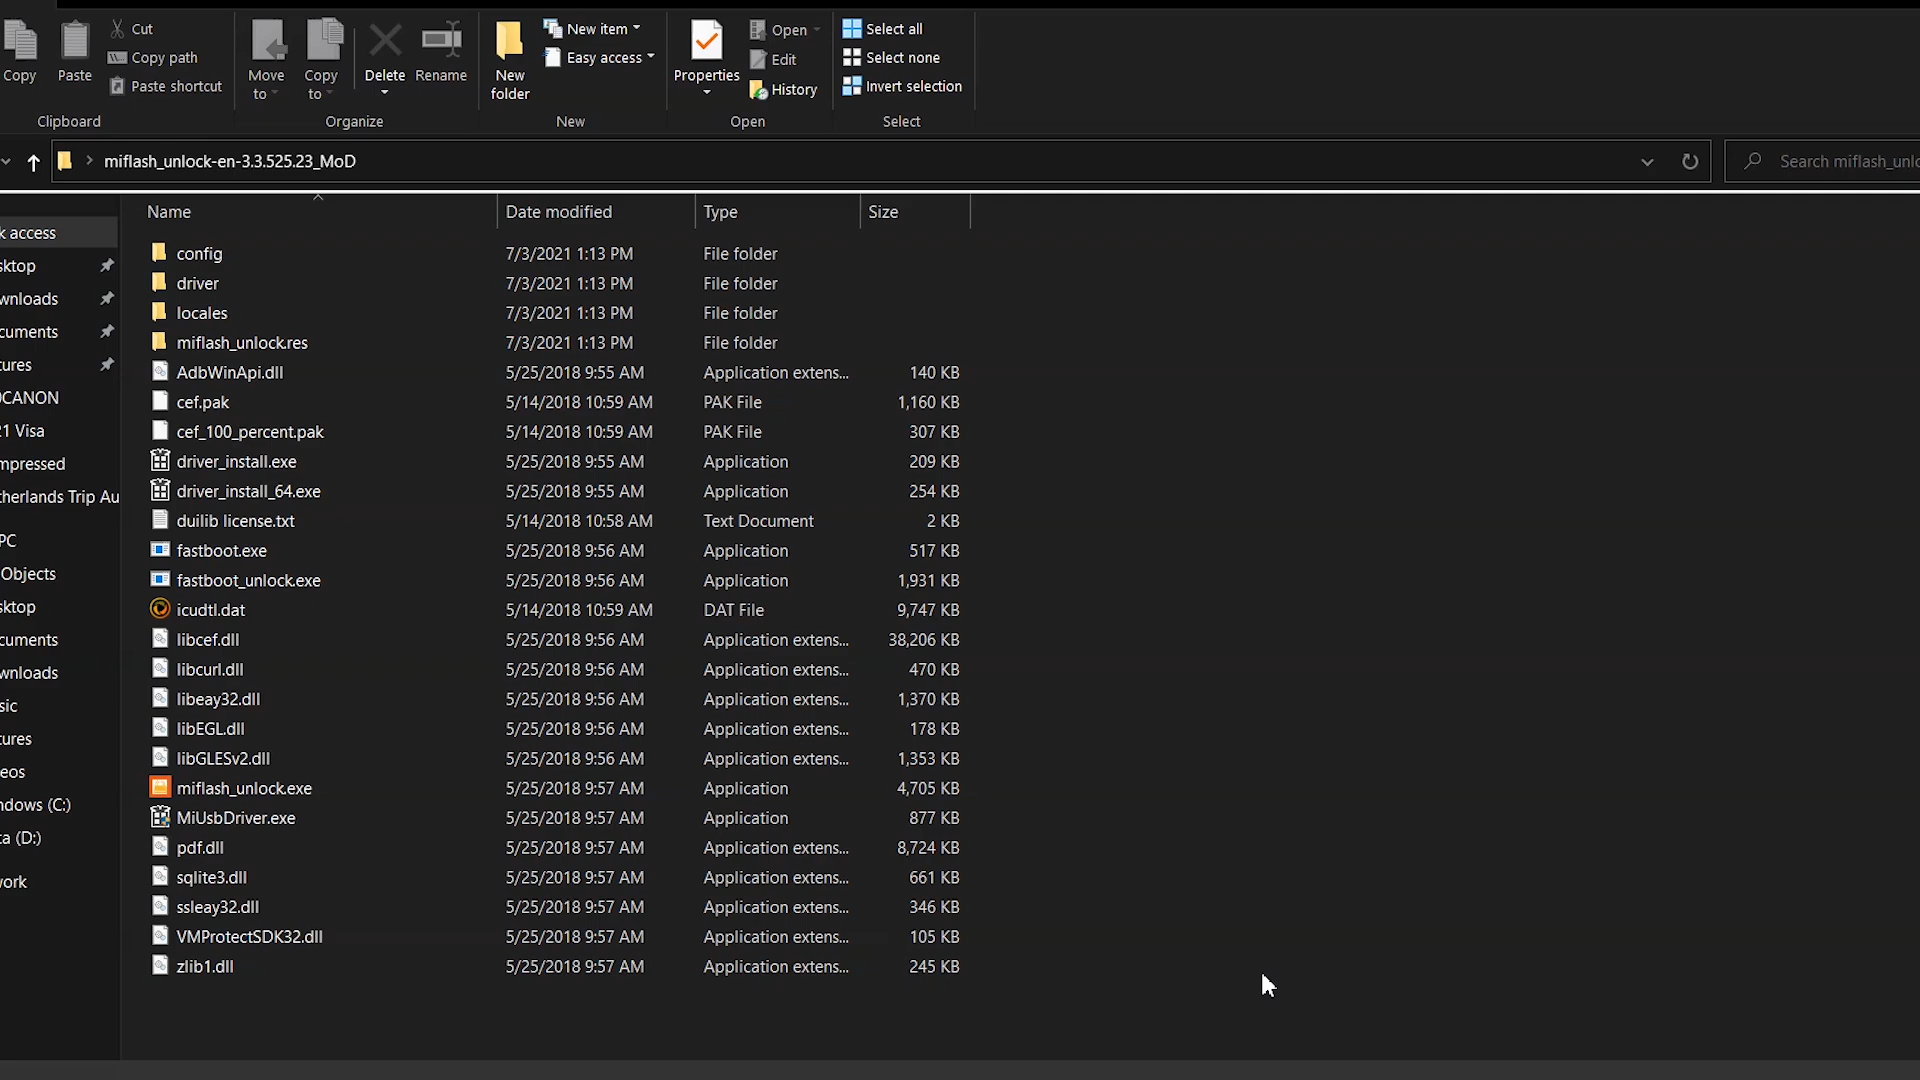 Copy
Paste
Cut
Copy path
Paste shortcut
Clipboard
Move to
Copy to
Delete
Rename
Organize
New folder
New item
Easy access
New
Properties
Open
Edit
History
Open
Select all
Select none
Invert selection
Select
miflash_unlock-en-3.3.525.23_MoD
Search miflash_unlo
Name Date modified Type Size
config 7/3/2021 1:13 PM File folder
driver 7/3/2021 1:13 PM File folder
locales 7/3/2021 1:13 PM File folder
miflash_unlock.res 7/3/2021 1:13 PM File folder
AdbWinApi.dll 5/25/2018 9:55 AM Application extens... 140 KB
cef.pak 5/14/2018 10:59 AM PAK File 1,160 KB
cef_100_percent.pak 5/14/2018 10:59 AM PAK File 307 KB
driver_install.exe 5/25/2018 9:55 AM Application 209 KB
driver_install_64.exe 5/25/2018 9:55 AM Application 254 KB
duilib license.txt 5/14/2018 10:58 AM Text Document 2 KB
fastboot.exe 5/25/2018 9:56 AM Application 517 KB
fastboot_unlock.exe 5/25/2018 9:56 AM Application 1,931 KB
icudtl.dat 5/14/2018 10:59 AM DAT File 9,747 KB
libcef.dll 5/25/2018 9:56 AM Application extens... 38,206 KB
libcurl.dll 5/25/2018 9:56 AM Application extens... 470 KB
libeay32.dll 5/25/2018 9:56 AM Application extens... 1,370 KB
libEGL.dll 5/25/2018 9:56 AM Application extens... 178 KB
libGLESv2.dll 5/25/2018 9:56 AM Application extens... 1,353 KB
miflash_unlock.exe 5/25/2018 9:57 AM Application 4,705 KB
MiUsbDriver.exe 5/25/2018 9:57 AM Application 877 KB
pdf.dll 5/25/2018 9:57 AM Application extens... 8,724 KB
sqlite3.dll 5/25/2018 9:57 AM Application extens... 661 KB
ssleay32.dll 5/25/2018 9:57 AM Application extens... 346 KB
VMProtectSDK32.dll 5/25/2018 9:57 AM Application extens... 105 KB
zlib1.dll 5/25/2018 9:57 AM Application extens... 245 KB
k access
sktop
wnloads
cuments
tures
CANON
1 Visa
mpressed
therlands Trip Au
PC
Objects
sktop
cuments
wnloads
sic
tures
eos
ndows (C:)
ta (D:)
work